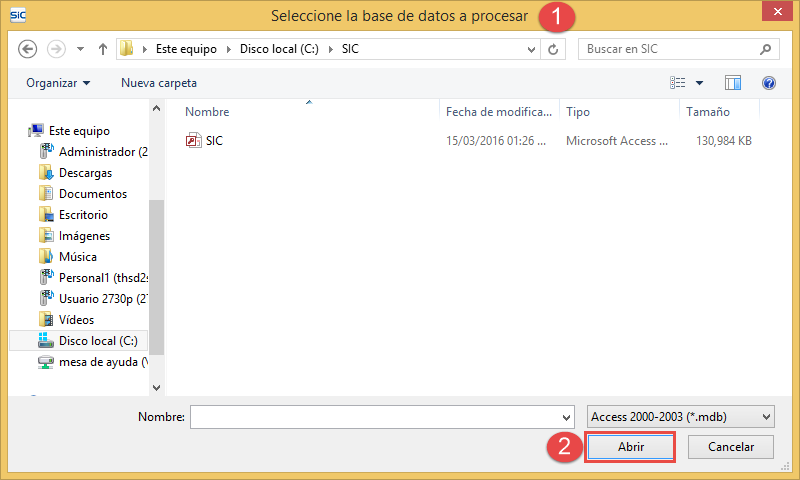 SIC
Seleccione la base de datos a procesar 1
Este equipo Disco local (C:) SIC Buscar en SIC
Organizar Nueva carpeta
Nombre Fecha de modifica... Tipo Tamaño
SIC 15/03/2016 01:26 ... Microsoft Access ... 130,984 KB
Este equipo
Administrador (2
Descargas
Documentos
Escritorio
Imágenes
Música
Personal1 (thsd2s
Usuario 2730p (27
Vídeos
Disco local (C:)
mesa de ayuda (\
Nombre: Access 2000-2003 (*.mdb)
2 Abrir Cancelar